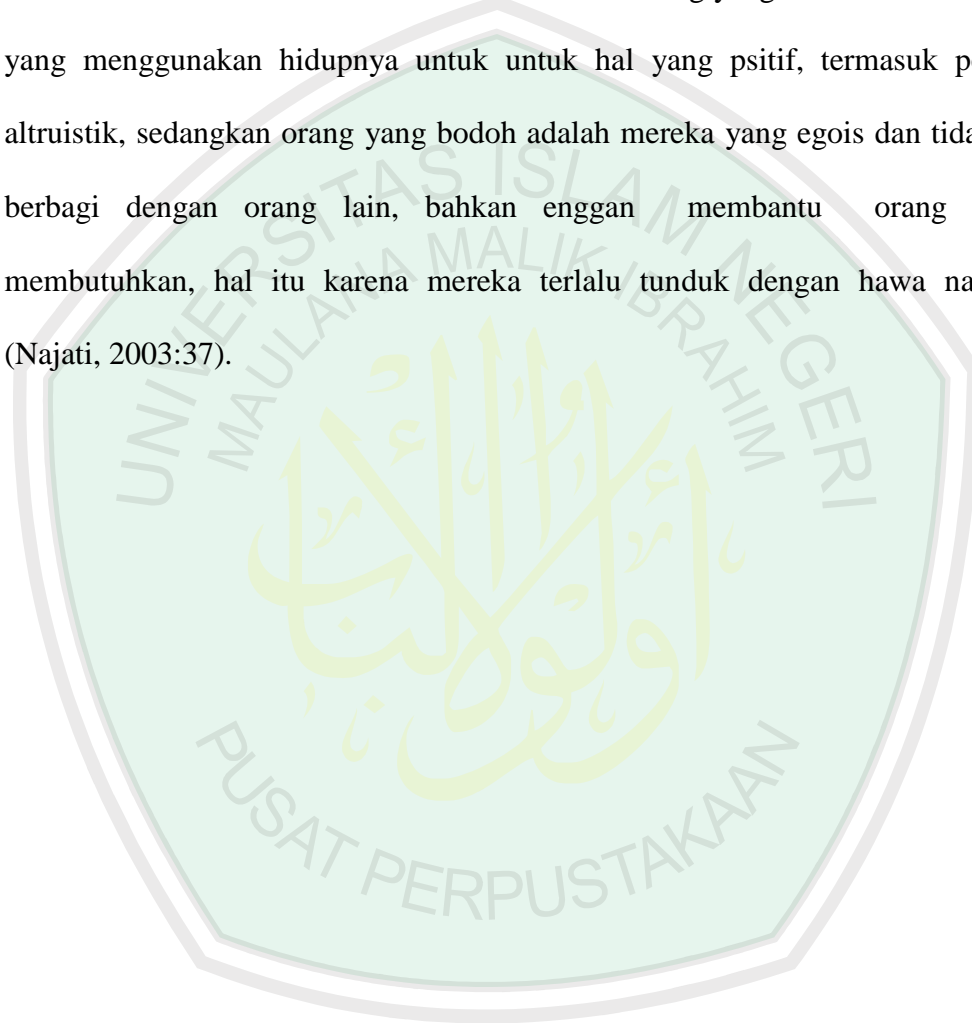 yang menggunakan hidupnya untuk untuk hal yang psitif, termasuk
altruistik, sedangkan orang yang bodoh adalah mereka yang egois dan
berbagi dengan orang lain, bahkan enggan membantu orang
membutuhkan, hal itu karena mereka terlalu tunduk dengan hawa
(Najati, 2003:37).
UNIVERSITAS ISLAM NEGERI
MAULANA MALIK IBRAHIM
PUSAT PERPUSTAKAAN